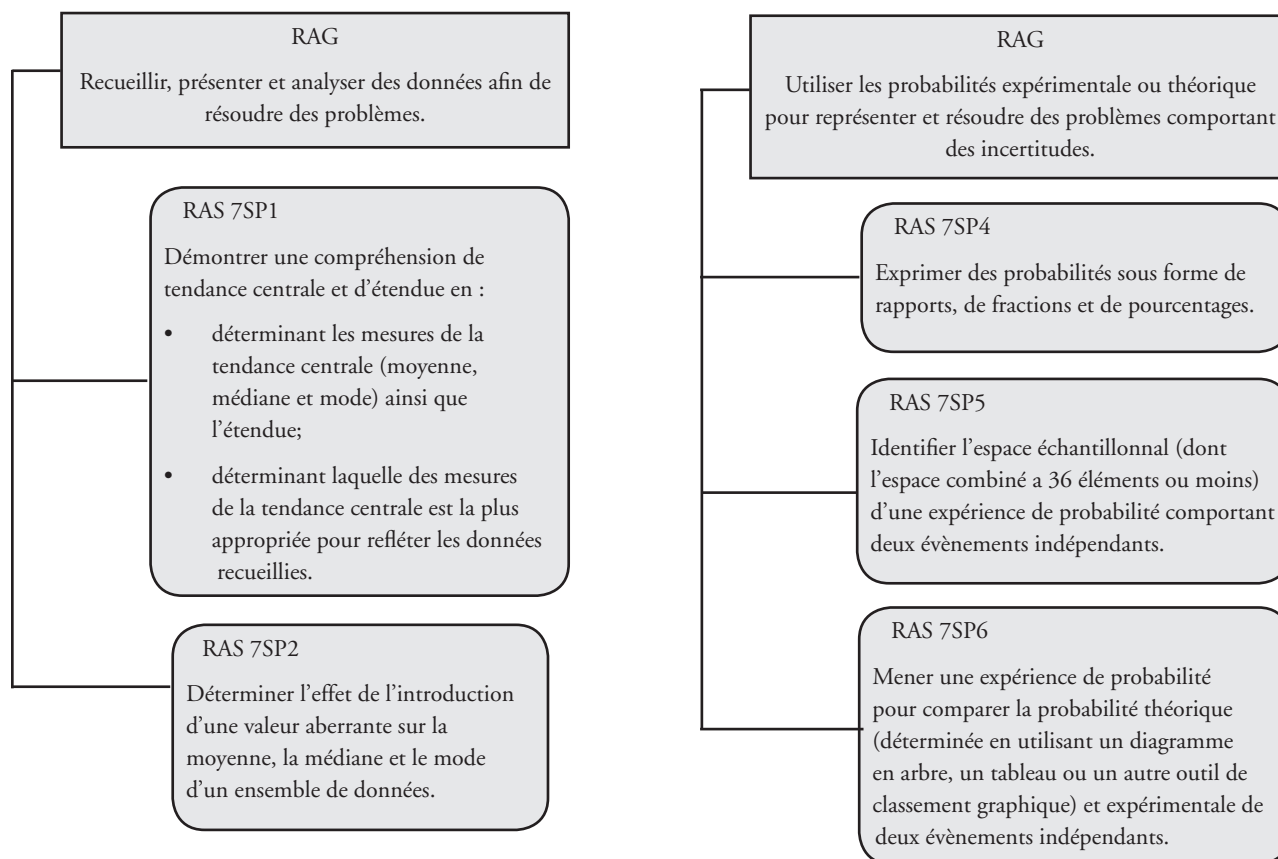 RAG
Recueillir, présenter et analyser des données afin de
résoudre des problèmes.
RAS 7SP1
Démontrer une compréhension de
tendance centrale et d'étendue en :
• déterminant les mesures de la
tendance centrale (moyenne,
médiane et mode) ainsi que
l'étendue;
• déterminant laquelle des mesures
de la tendance centrale est la plus
appropriée pour refléter les données
recueillies.
RAS 7SP2
Déterminer l'effet de l'introduction
d'une valeur aberrante sur la
moyenne, la médiane et le mode
d'un ensemble de données.
RAG
Utiliser les probabilités expérimentale ou théorique
pour représenter et résoudre des problèmes comportant
des incertitudes.
RAS 7SP4
Exprimer des probabilités sous forme de
rapports, de fractions et de pourcentages.
RAS 7SP5
Identifier l'espace échantillonnal (dont
l'espace combiné a 36 éléments ou moins)
d'une expérience de probabilité comportant
deux évènements indépendants.
RAS 7SP6
Mener une expérience de probabilité
pour comparer la probabilité théorique
(déterminée en utilisant un diagramme
en arbre, un tableau ou un autre outil de
classement graphique) et expérimentale de
deux évènements indépendants.